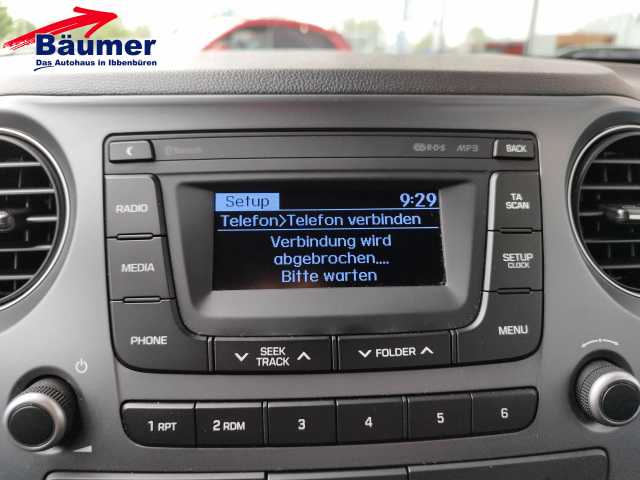 Bäumer
Das Autohaus in Ibbenbüren
Bluetooth
R·D·S MP3
BACK
RADIO
MEDIA
PHONE
Setup 9:29
Telefon>Telefon verbinden
Verbindung wird
abgebrochen....
Bitte warten
TA
SCAN
SETUP
CLOCK
MENU
SEEK
TRACK
FOLDER
1 RPT
2 RDM
3
4
5
6